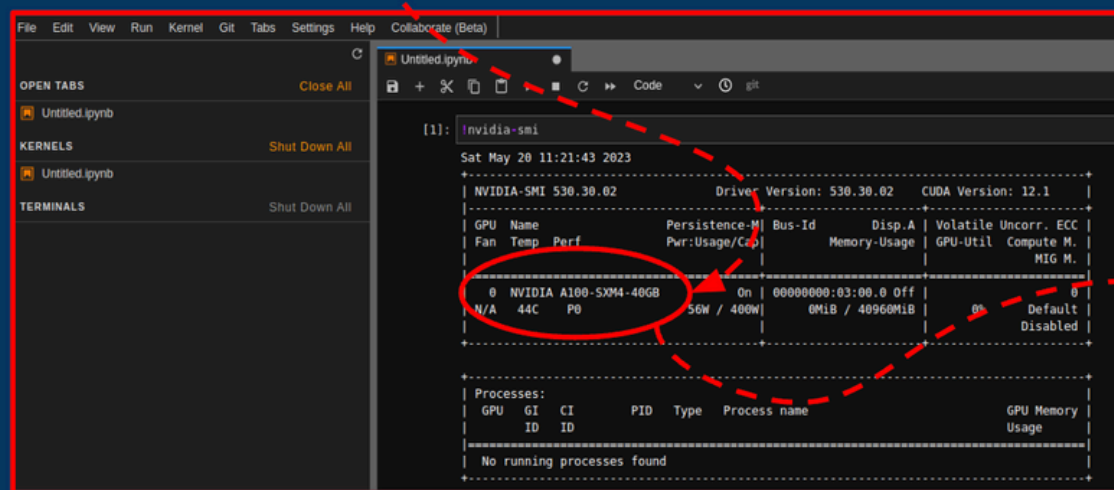 File Edit View Run Kernel Git Tabs Settings Help Collaborate (Beta)
Untitled.ipynb
OPEN TABS Close All
Untitled.ipynb
KERNELS Shut Down All
Untitled.ipynb
TERMINALS Shut Down All
Code git
[1]: !nvidia-smi
Sat May 20 11:21:43 2023
NVIDIA-SMI 530.30.02 Driver Version: 530.30.02 CUDA Version: 12.1
GPU Name Persistence-M| Bus-Id Disp.A | Volatile Uncorr. ECC
Fan Temp Perf Pwr:Usage/Cap| Memory-Usage | GPU-Util Compute M.
MIG M.
0 NVIDIA A100-SXM4-40GB On | 00000000:03:00.0 Off | 0
N/A 44C P0 56W / 400W| 0MiB / 40960MiB | 0% Default
Disabled
Processes:
GPU GI CI PID Type Process name GPU Memory
ID ID Usage
No running processes found